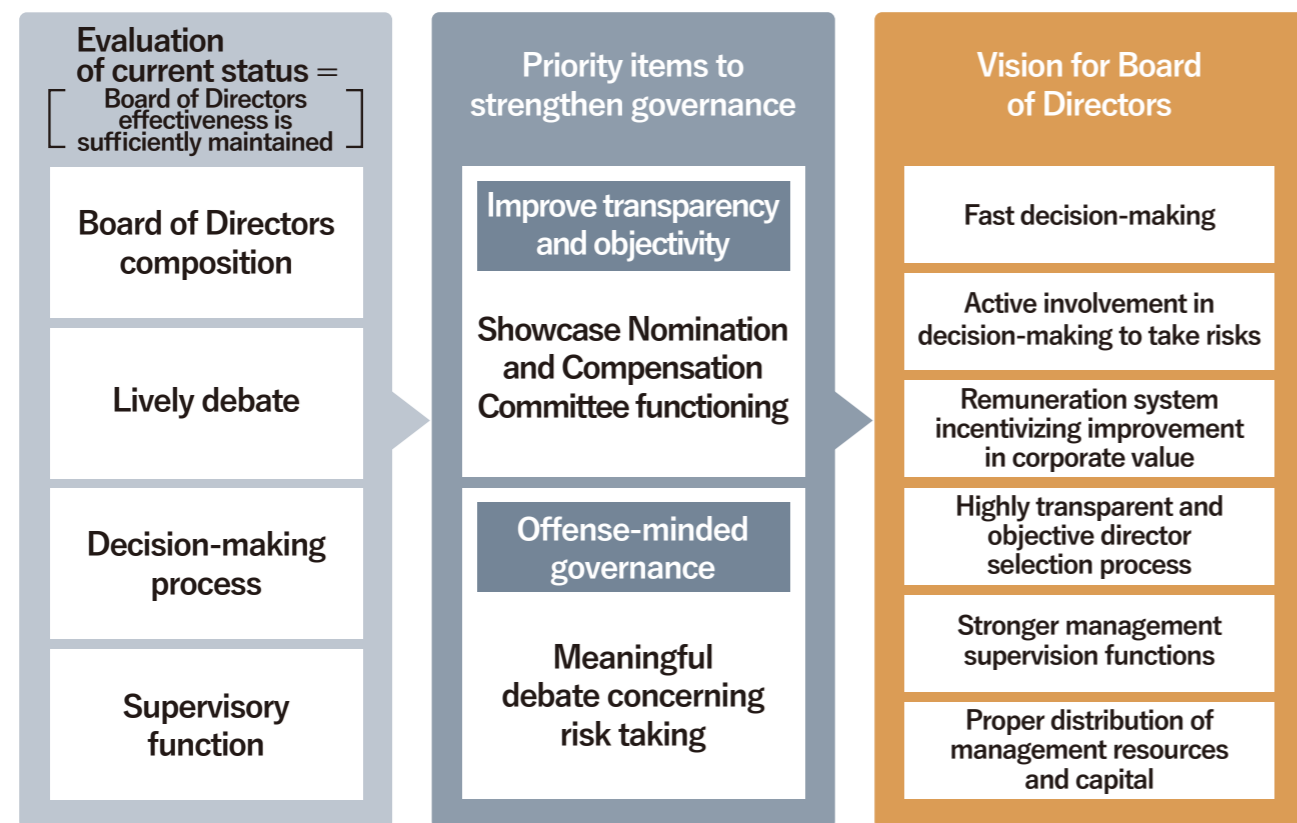 Evaluation
of current status =
[Board of Directors
effectiveness is
sufficiently maintained]
Board of Directors
composition
Lively debate
Decision-making
process
Supervisory
function
Priority items to
strengthen governance
Improve transparency
and objectivity
Showcase Nomination
and Compensation
Committee functioning
Offense-minded
governance
Meaningful
debate concerning
risk taking
Vision for Board
of Directors
Fast decision-making
Active involvement in
decision-making to take risks
Remuneration system
incentivizing improvement
in corporate value
Highly transparent and
objective director
selection process
Stronger management
supervision functions
Proper distribution of
management resources
and capital